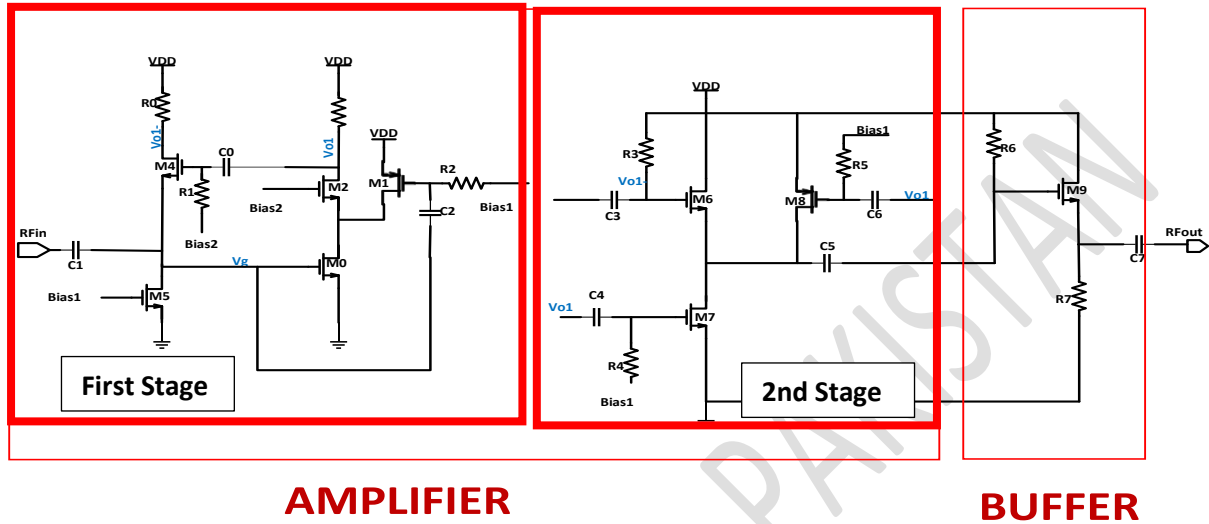 VDD
VDD
R0
Vo1-
C0
Vo1
VDD
M4
R1
M2
M1
R2
Bias2
Bias1
C2
Bias2
RFin
C1
Vg
M0
Bias1
M5
First Stage
VDD
Bias1
R3
R5
R6
Vo1-
C3
M6
M8
C6
Vo1
M9
C5
RFout
C7
Vo1
C4
M7
R7
R4
Bias1
2nd Stage
PAKISTAN
AMPLIFIER
BUFFER